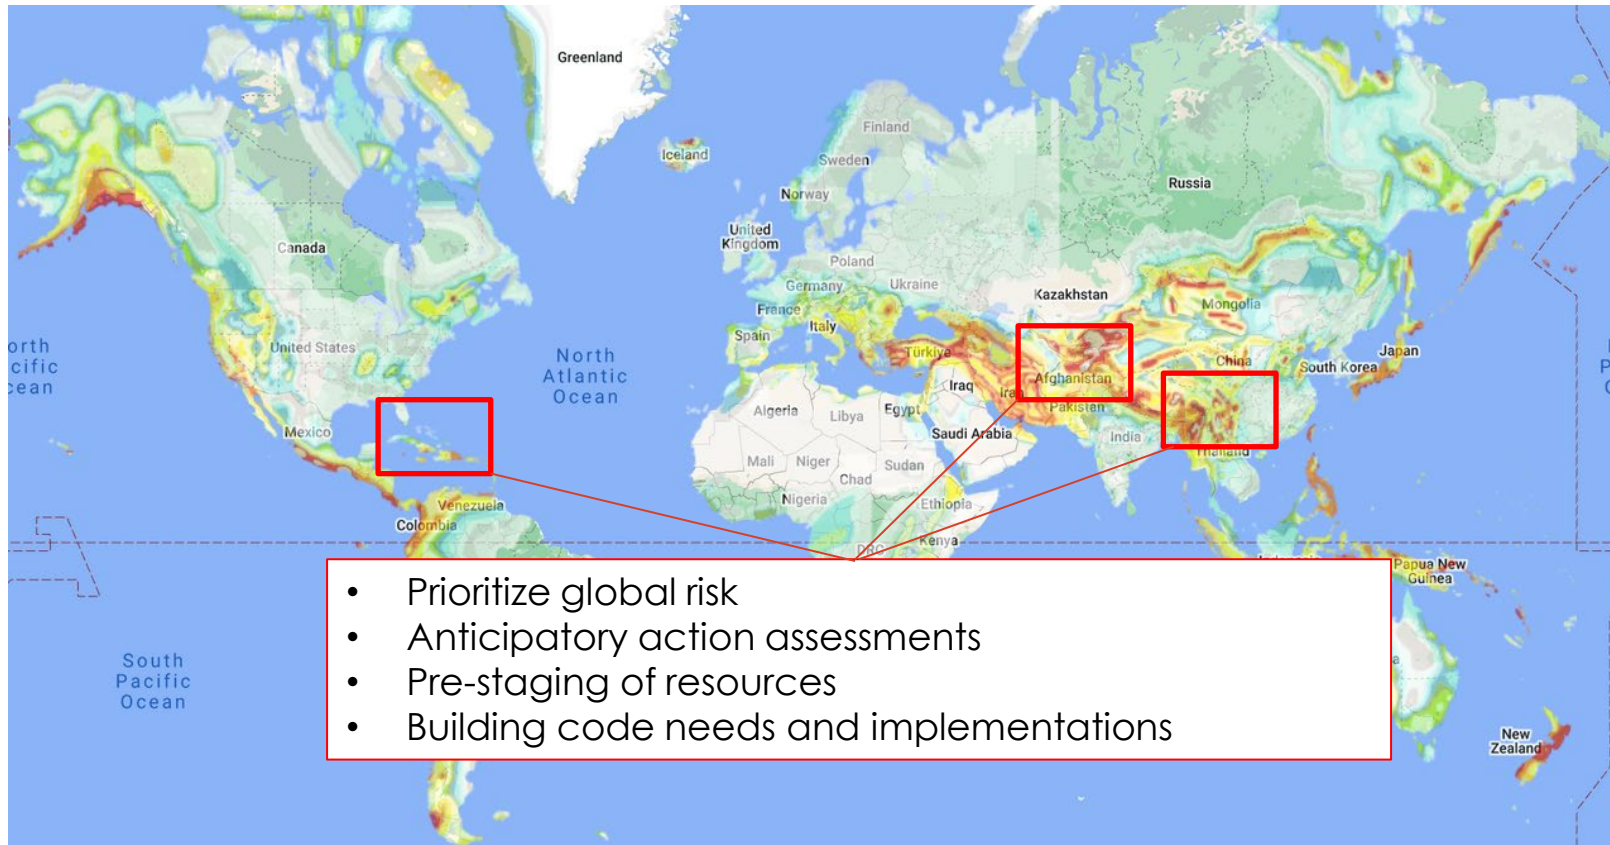 Greenland
Iceland
Finland
Sweden
Norway
Russia
United
Kingdom
Canada
Poland
Germany
Ukraine
Kazakhstan
Mongolia
France
Italy
Spain
Türkiye
United States
North
Atlantic
Ocean
orth
cific
cean
China
South Korea
Japan
Afghanistan
Iraq
Iran
Pakistan
Algeria
Libya
Egypt
Saudi Arabia
India
Mexico
Mali
Niger
Chad
Sudan
Thailand
Nigeria
Ethiopia
Venezuela
Colombia
DRC
Kenya
Papua New
Guinea
• Prioritize global risk
• Anticipatory action assessments
• Pre-staging of resources
• Building code needs and implementations
South
Pacific
Ocean
New
Zealand